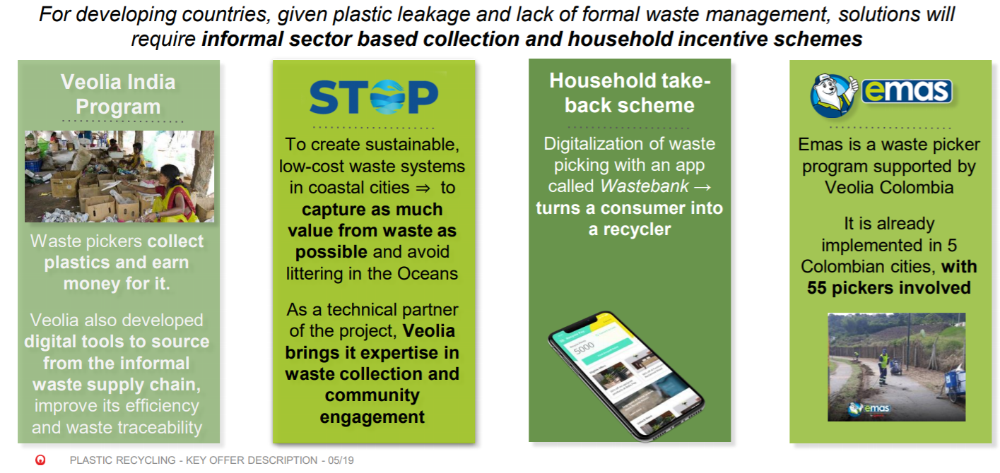 For developing countries, given plastic leakage and lack of formal waste management, solutions will
require informal sector based collection and household incentive schemes
Veolia India
Program
Waste pickers collect
plastics and earn
money for it.
Veolia also developed
digital tools to source
from the informal
waste supply chain,
improve its efficiency
and waste traceability
STOP
To create sustainable,
low-cost waste systems
in coastal cities ⇒ to
capture as much
value from waste as
possible and avoid
littering in the Oceans
As a technical partner
of the project, Veolia
brings it expertise in
waste collection and
community
engagement
Household take-
back scheme
Digitalization of waste
picking with an app
called Wastebank →
turns a consumer into
a recycler
5000
emas
Emas is a waste picker
program supported by
Veolia Colombia
It is already
implemented in 5
Colombian cities, with
55 pickers involved
emas
PLASTIC RECYCLING - KEY OFFER DESCRIPTION - 05/19